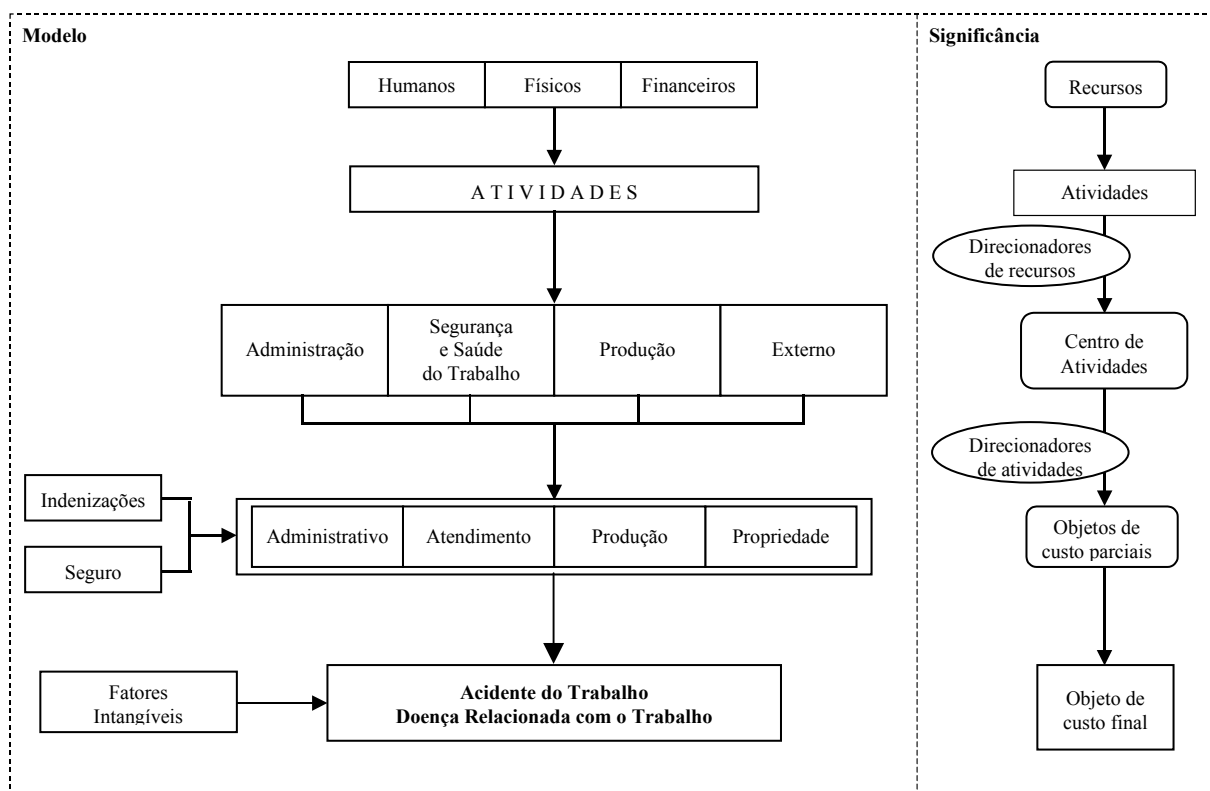 Modelo
Significância
Humanos
Físicos
Financeiros
Recursos
A T I V I D A D E S
Atividades
Direcionadores
de recursos
Administração
Segurança
e Saúde
do Trabalho
Produção
Externo
Centro de
Atividades
Direcionadores
de atividades
Indenizações
Seguro
Administrativo
Atendimento
Produção
Propriedade
Objetos de
custo parciais
Fatores
Intangíveis
Acidente do Trabalho
Doença Relacionada com o Trabalho
Objeto de
custo final